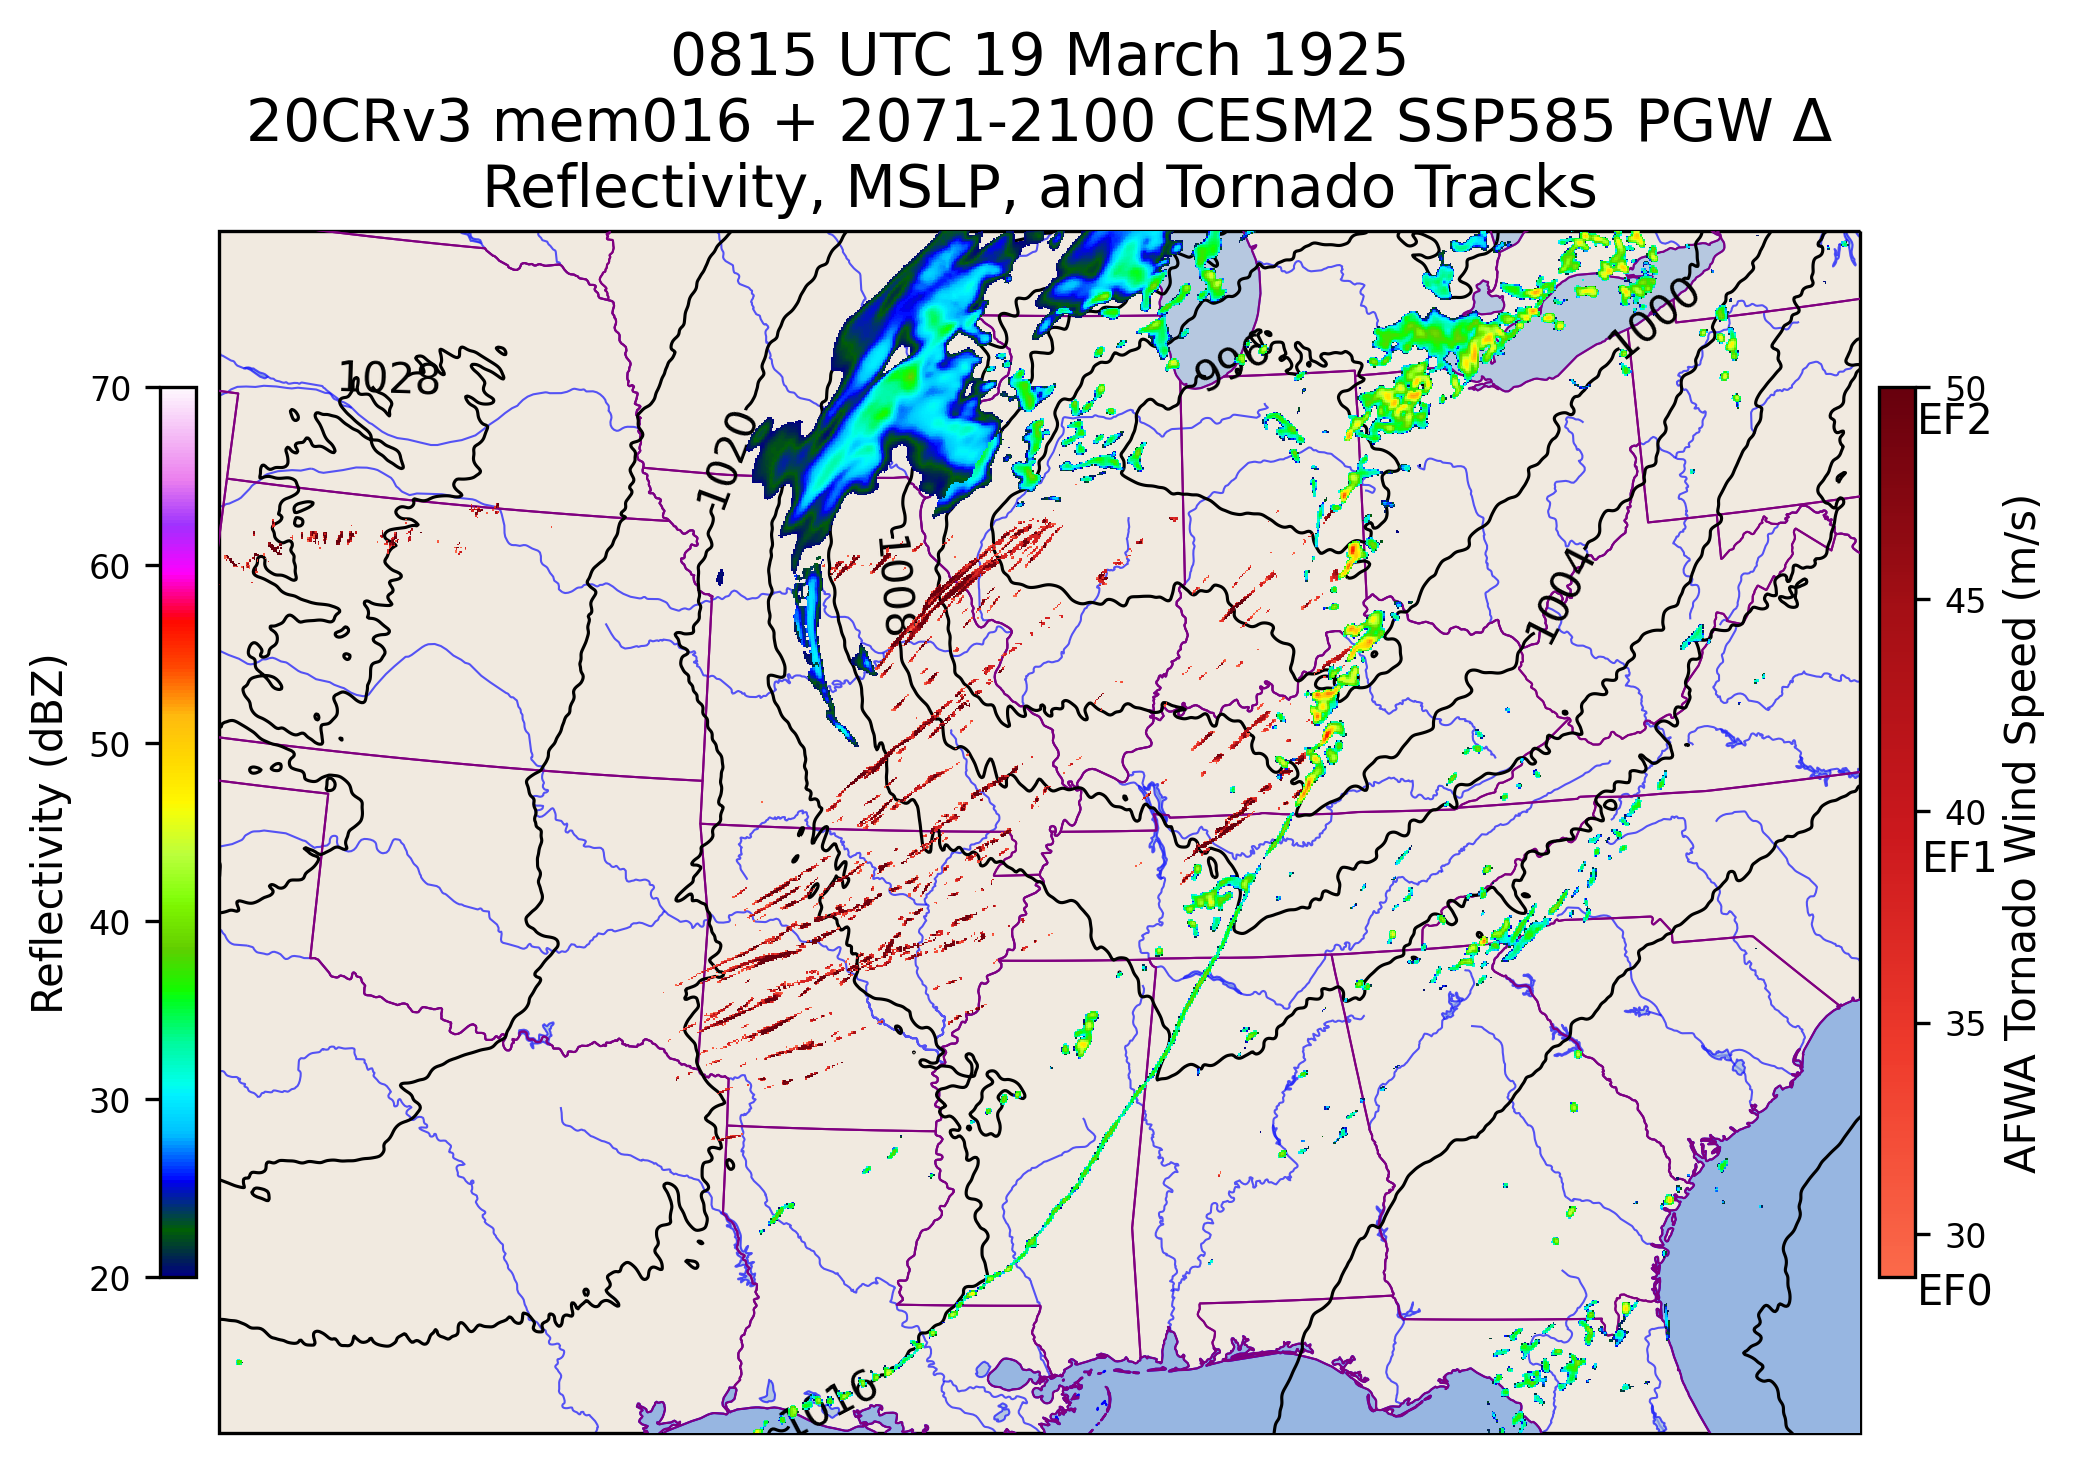 0815 UTC 19 March 1925
20CRv3 mem016 + 2071-2100 CESM2 SSP585 PGW Δ
Reflectivity, MSLP, and Tornado Tracks
Reflectivity (dBZ)
70
60
50
40
30
20
1028
1020
1008
996
1000
1004
1016
50
EF2
45
40
EF1
35
30
EF0
AFWA Tornado Wind Speed (m/s)